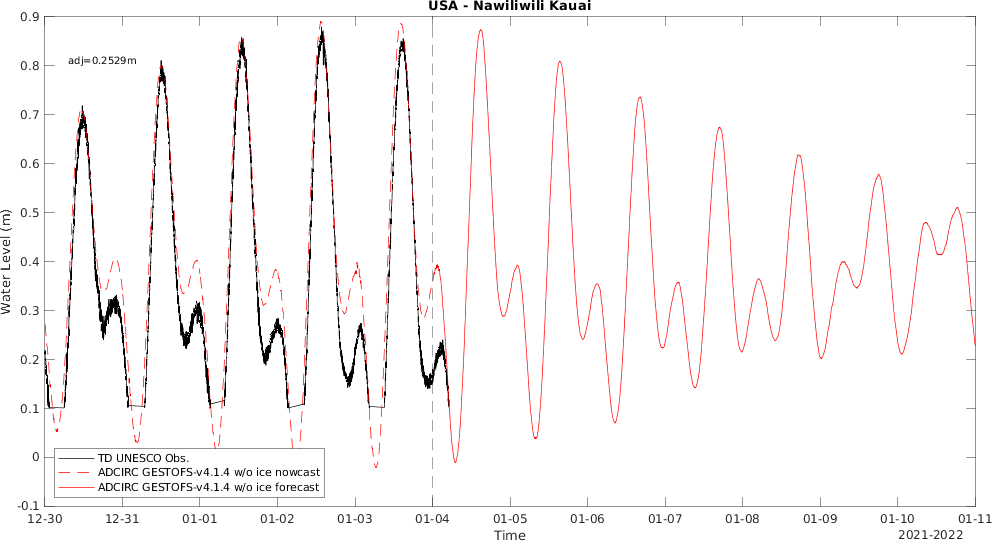 USA - Nawiliwili Kauai
0.9
0.8
0.7
0.6
0.5
0.4
0.3
0.2
0.1
0
-0.1
Water Level (m)
adj=0.2529m
TD UNESCO Obs.
ADCIRC GESTOFS-v4.1.4 w/o ice nowcast
ADCIRC GESTOFS-v4.1.4 w/o ice forecast
12-30 12-31 01-01 01-02 01-03 01-04 01-05 01-06 01-07 01-08 01-09 01-10 01-11
Time
2021-2022